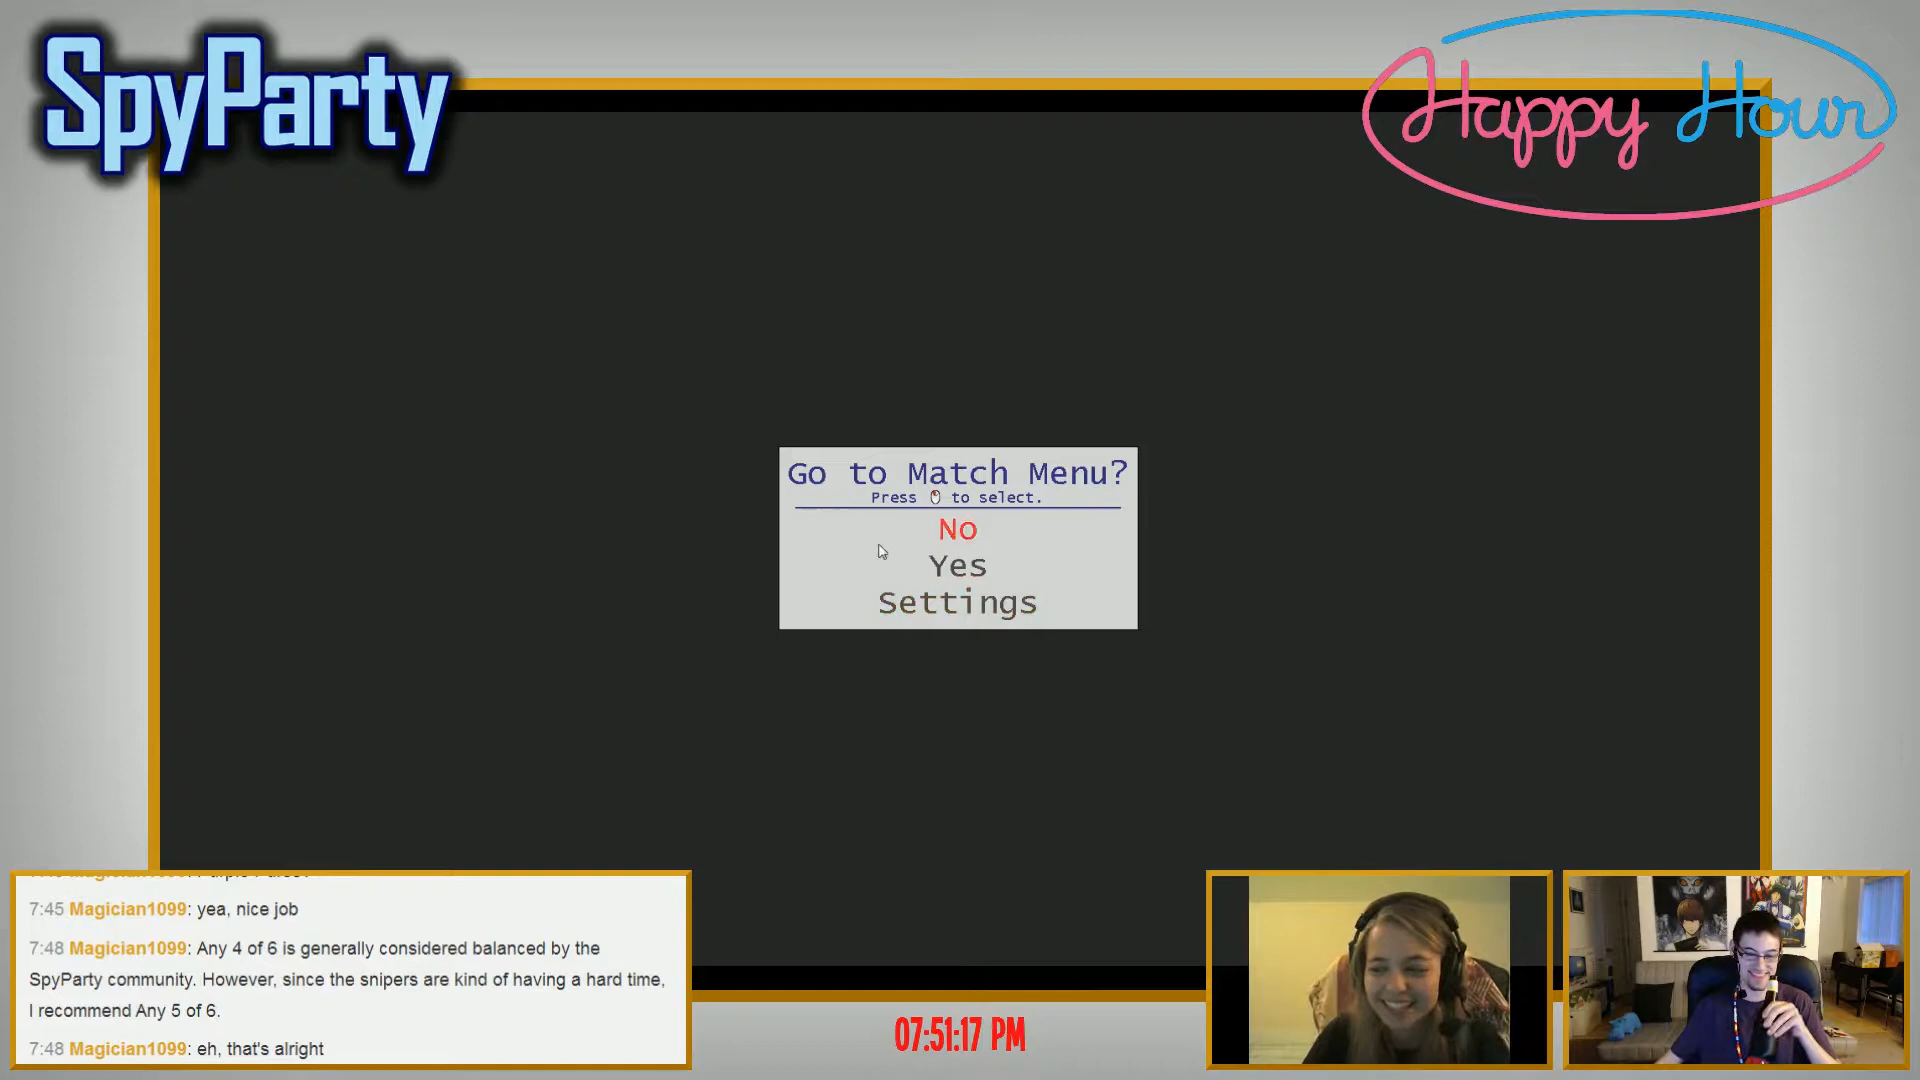 SpyParty
Happy Hour
Go to Match Menu?
Press to select.
No
Yes
Settings
7:45 Magician1099: yea, nice job
7:48 Magician1099: Any 4 of 6 is generally considered balanced by the
SpyParty community. However, since the snipers are kind of having a hard time,
I recommend Any 5 of 6.
7:48 Magician1099: eh, that's alright
07:51:17 PM